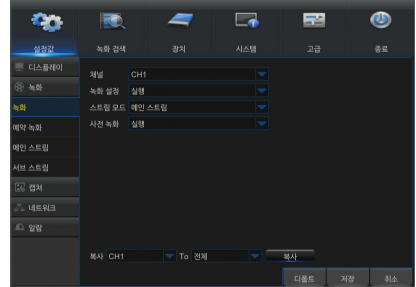 설정값 녹화 검색 장치 시스템 고급 종료
디스플레이
녹화
녹화
예약 녹화
메인 스트림
서브 스트림
캡쳐
네트워크
알람
채널 CH1
녹화 설정 실행
스트림 모드 메인 스트림
사전 녹화 실행
복사 CH1 To 전체 복사
디폴트 저장 취소